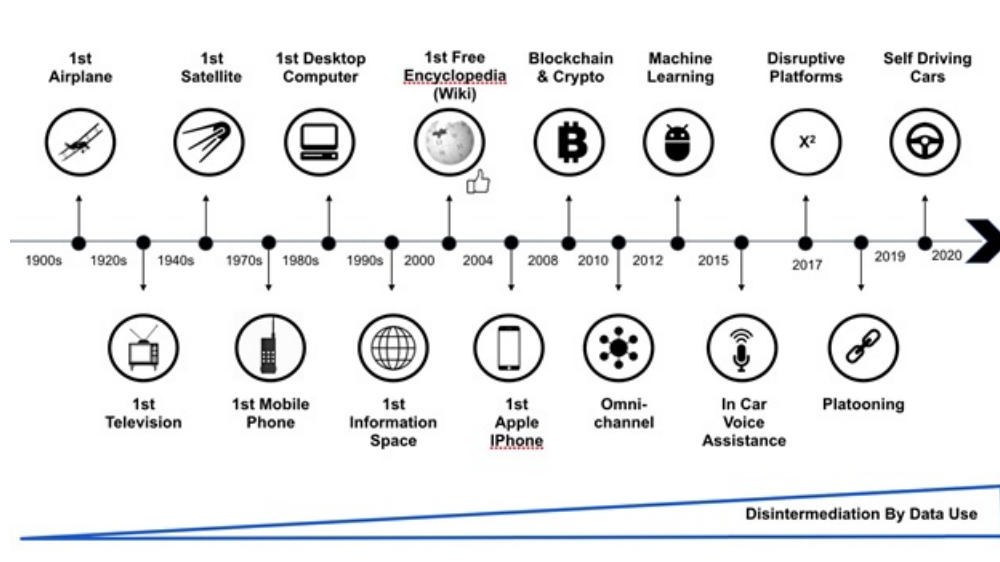 1st
Airplane
1st
Satellite
1st Desktop
Computer
1st Free
Encyclopedia
(Wiki)
Blockchain
& Crypto
Machine
Learning
Disruptive
Platforms
Self Driving
Cars
X²
1900s
1920s
1940s
1970s
1980s
1990s
2000
2004
2008
2010
2012
2015
2017
2019
2020
1st
Television
1st Mobile
Phone
1st
Information
Space
1st
Apple
IPhone
Omni-
channel
In Car
Voice
Assistance
Platooning
Disintermediation By Data Use